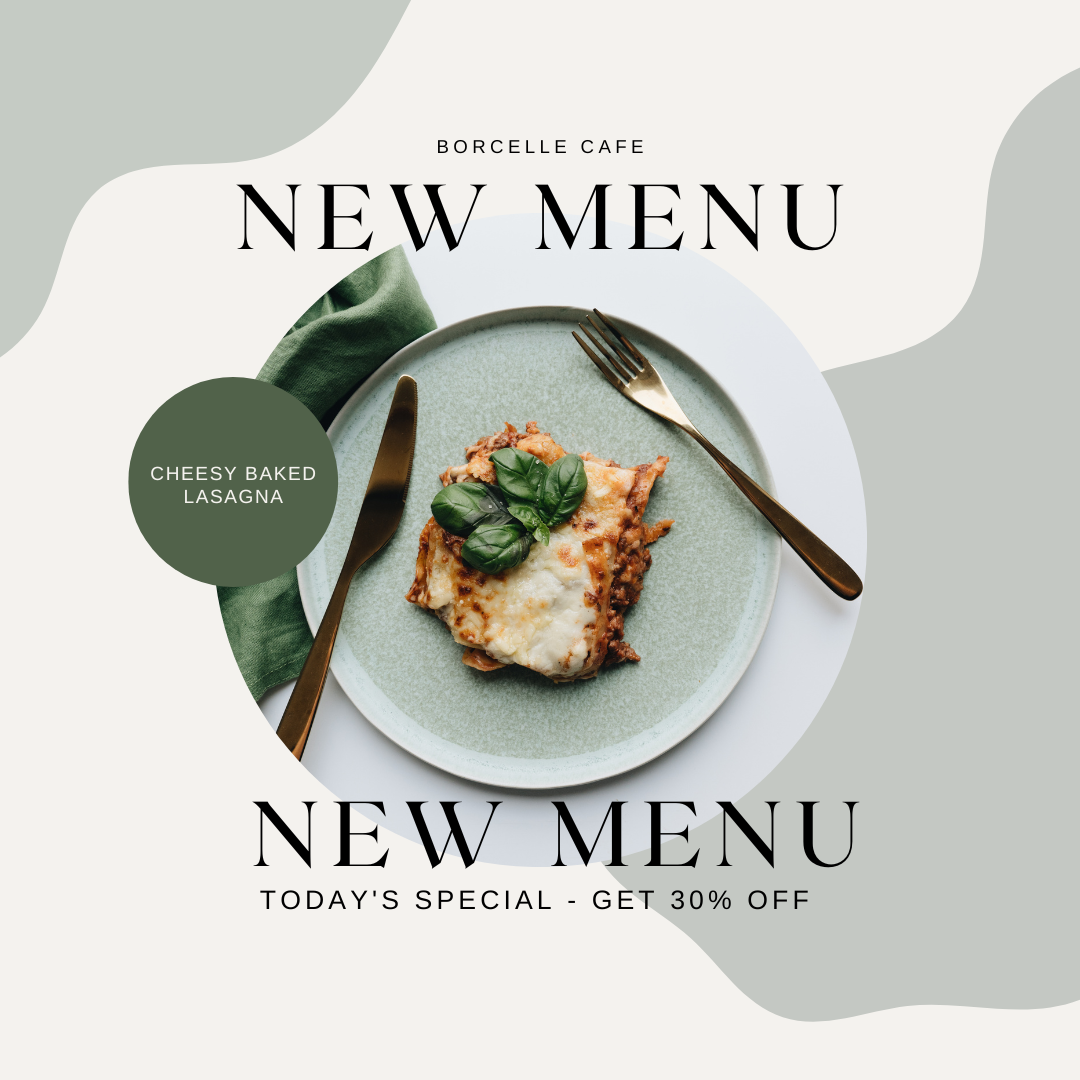 BORCELLE CAFE
NEW MENU
CHEESY BAKED
LASAGNA
NEW MENU
TODAY'S SPECIAL - GET 30% OFF